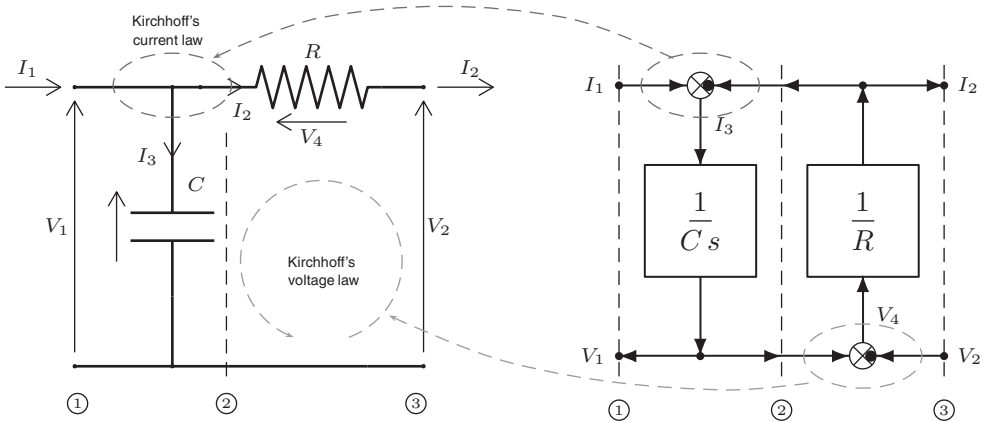 Kirchhoff's
current law
I1
R
I2
I2
V4
I3
C
V1
V2
Kirchhoff's
voltage law
1
2
3
I1
I2
I3
1
C s
1
R
V4
V1
V2
1
2
3